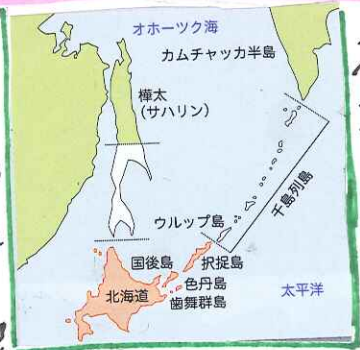 オホーツク海
カムチャッカ半島
樺太
(サハリン)
千島列島
ウルップ島
国後島
択捉島
色丹島
北海道
歯舞群島
太平洋